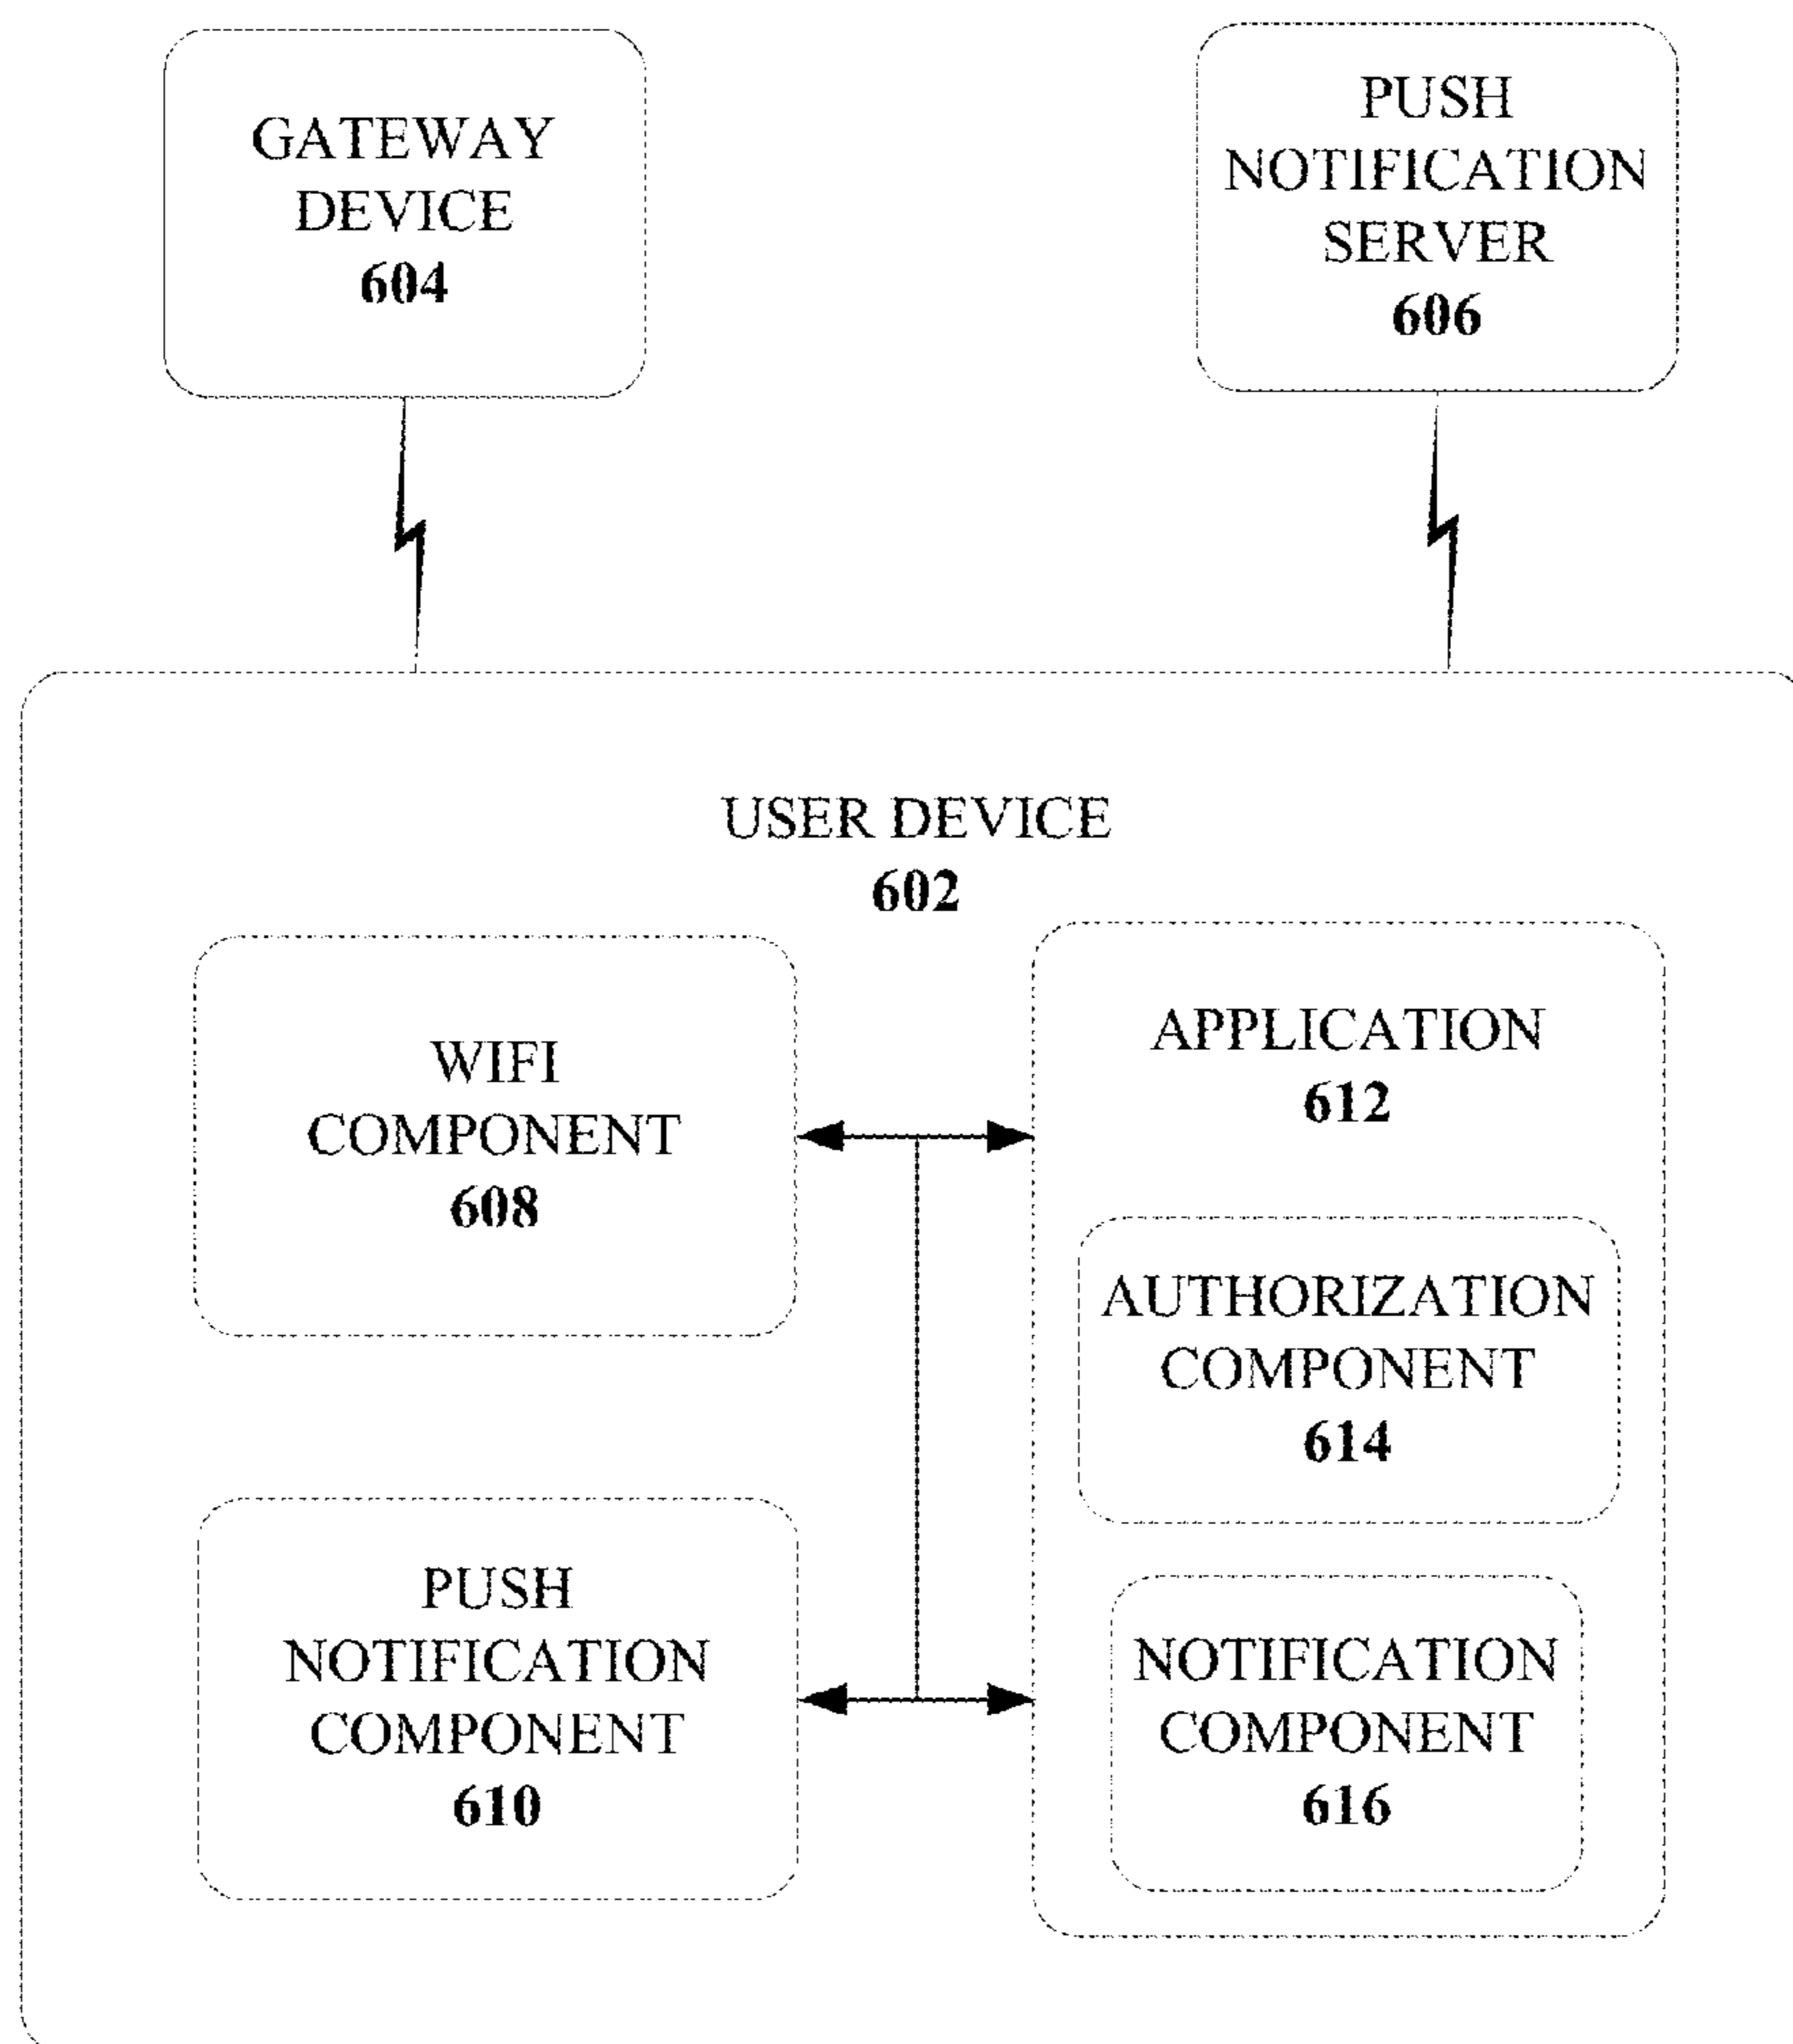 GATEWAY
DEVICE
604
PUSH
NOTIFICATION
SERVER
606
USER DEVICE
602
WIFI
COMPONENT
608
APPLICATION
612
AUTHORIZATION
COMPONENT
614
PUSH
NOTIFICATION
COMPONENT
610
NOTIFICATION
COMPONENT
616